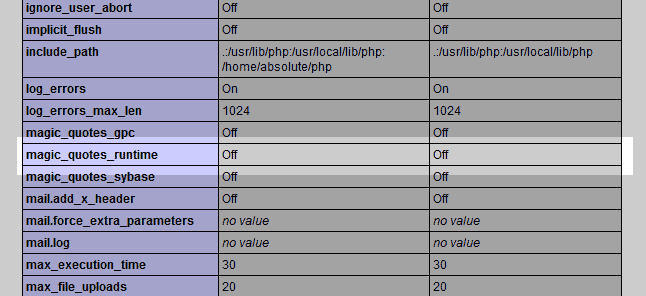 ignore_user_abort Off Off
implicit_flush Off Off
include_path .:/usr/lib/php:/usr/local/lib/php: .:/usr/lib/php:/usr/local/lib/php
/home/absolute/php
log_errors On On
log_errors_max_len 1024 1024
magic_quotes_gpc Off Off
magic_quotes_runtime Off Off
magic_quotes_sybase Off Off
mail.add_x_header Off Off
mail.force_extra_parameters no value no value
mail.log no value no value
max_execution_time 30 30
max_file_uploads 20 20